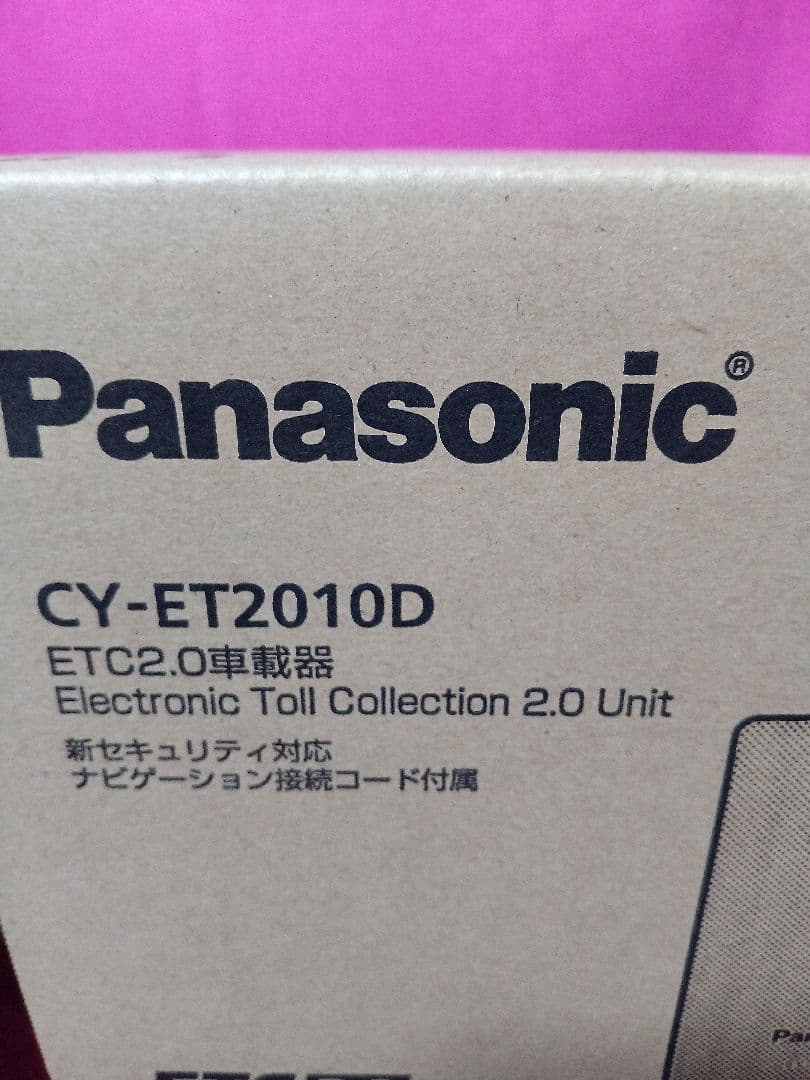 Panasonic®
CY-ET2010D
ETC2.0車載器
Electronic Toll Collection 2.0 Unit
新セキュリティ対応
ナビゲーション接続コード付属